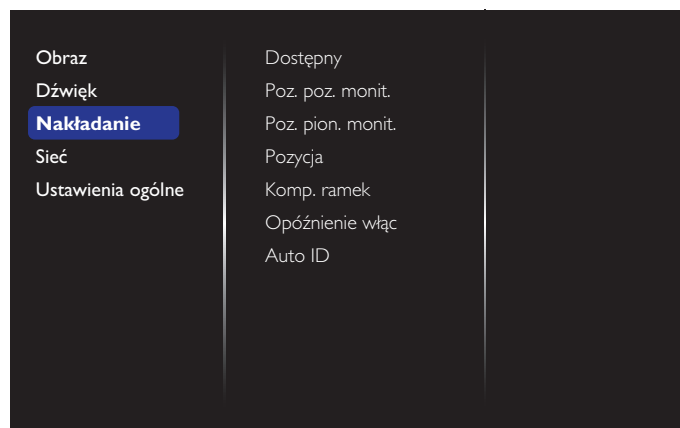 Obraz
Dźwięk
Nakładanie
Sieć
Ustawienia ogólne
Dostępny
Poz. poz. monit.
Poz. pion. monit.
Pozycja
Komp. ramek
Opóźnienie włąc
Auto ID